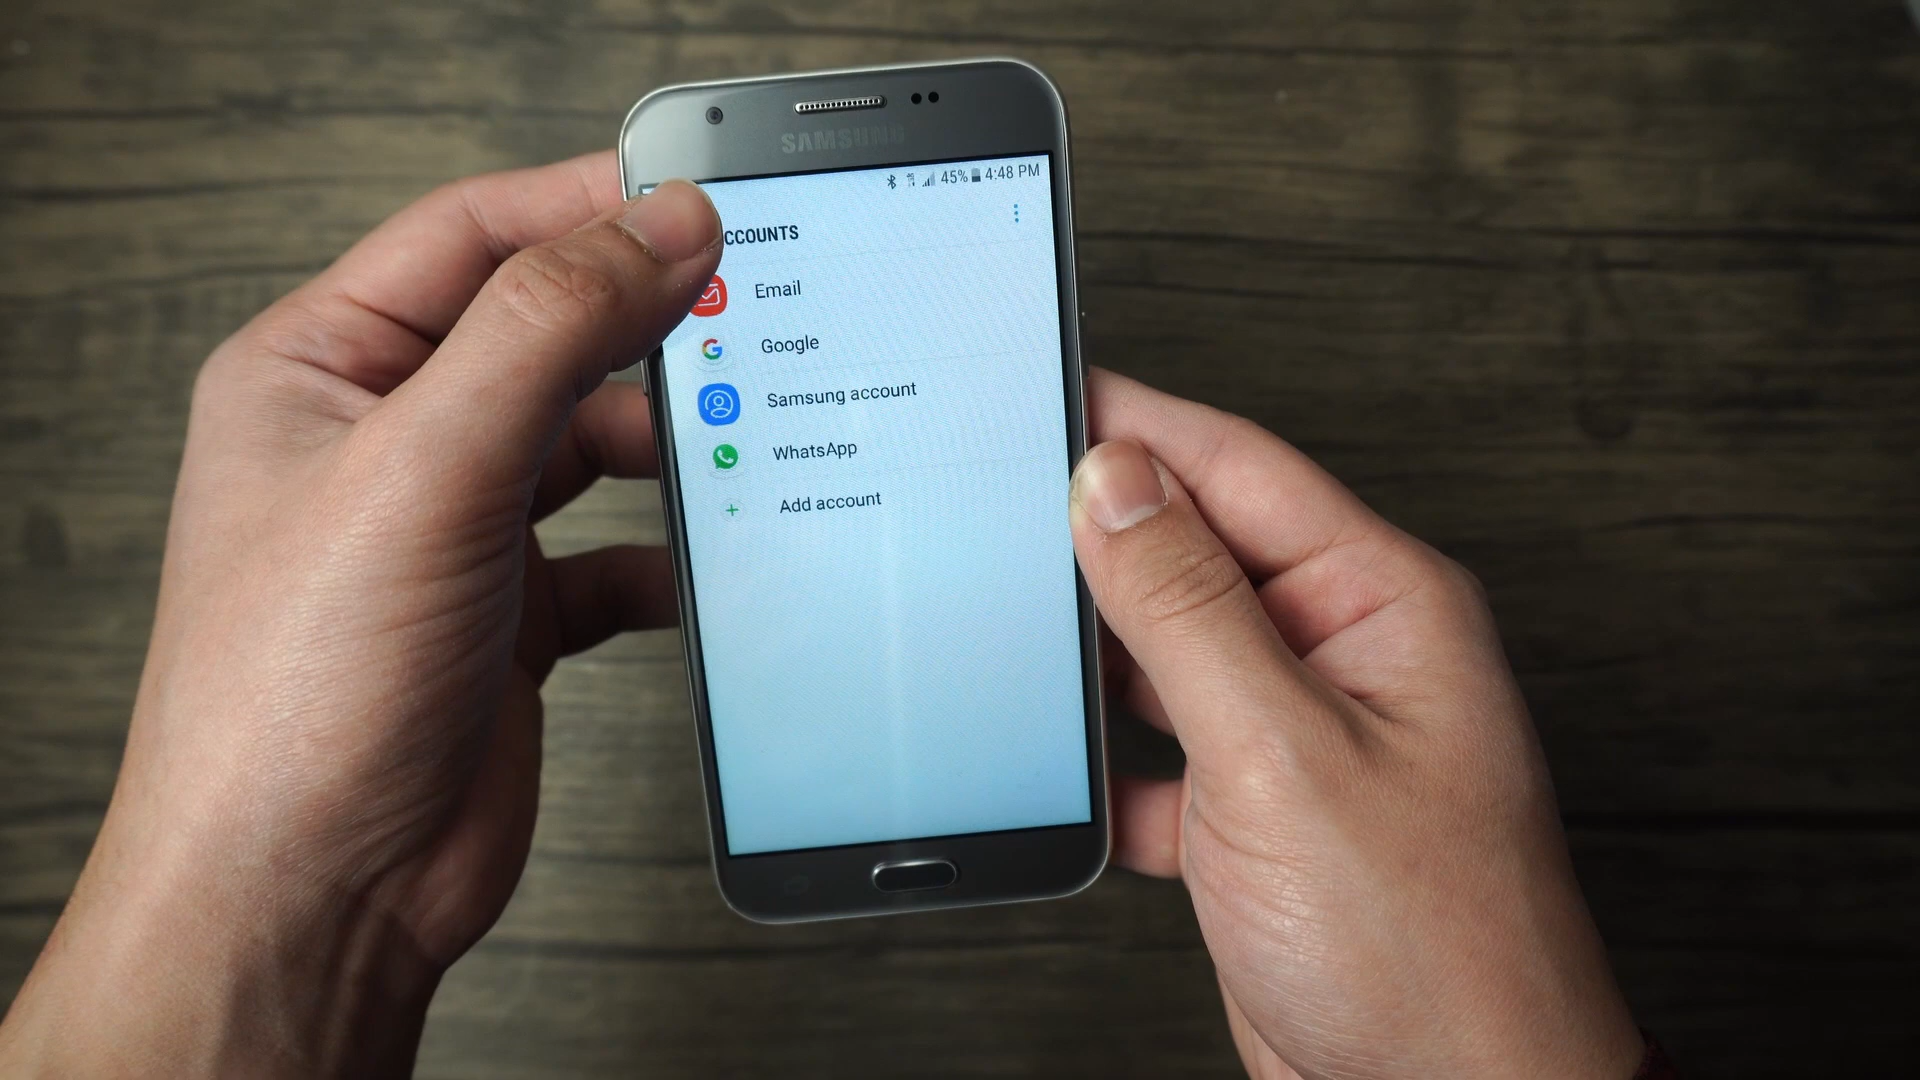 SAMSUNG
45% 4:48 PM
CCOUNTS
Email
Google
Samsung account
WhatsApp
+ Add account